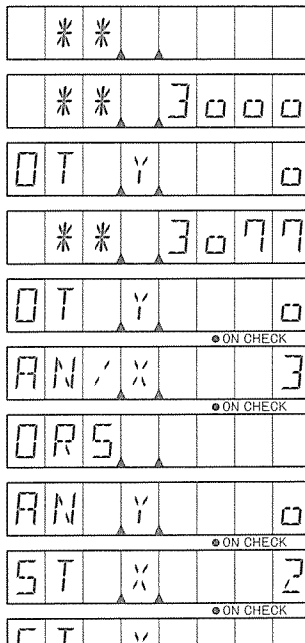 **
** 3000
OT Y 0
** 3077
OT Y 0
ON CHECK
AN/X 3
ON CHECK
ORS
AN Y 0
ON CHECK
ST X 2
ON CHECK